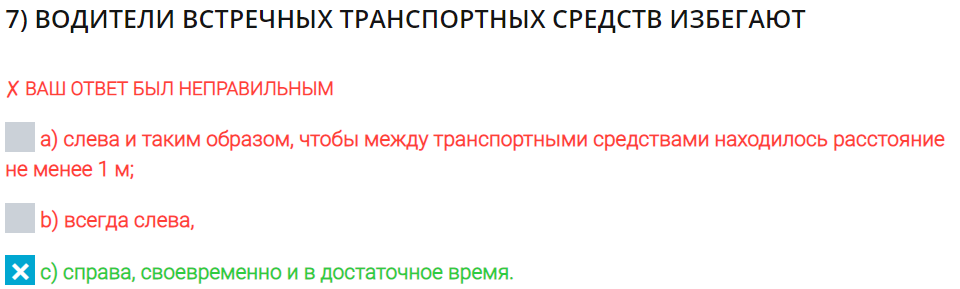 7) ВОДИТЕЛИ ВСТРЕЧНЫХ ТРАНСПОРТНЫХ СРЕДСТВ ИЗБЕГАЮТ
✗ ВАШ ОТВЕТ БЫЛ НЕПРАВИЛЬНЫМ
a) слева и таким образом, чтобы между транспортными средствами находилось расстояние
не менее 1 м;
b) всегда слева,
c) справа, своевременно и в достаточное время.